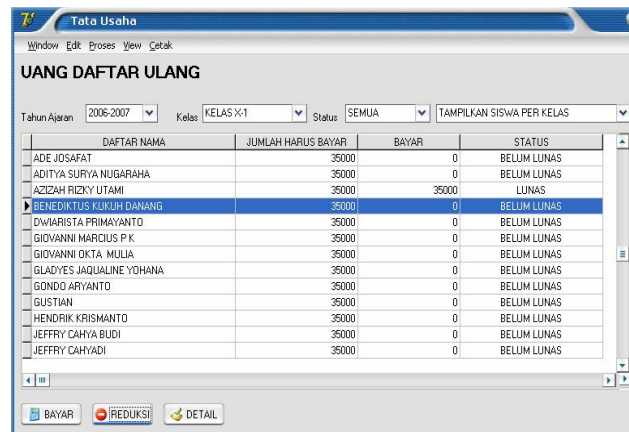 Tata Usaha
Window Edit Proses View Cetak
UANG DAFTAR ULANG
Tahun Ajaran 2006-2007 Kelas KELAS X-1 Status SEMUA TAMPILKAN SISWA PER KELAS
DAFTAR NAMA JUMLAH HARUS BAYAR BAYAR STATUS
ADE JOSAFAT 35000 0 BELUM LUNAS
ADITYA SURYA NUGARAHA 35000 0 BELUM LUNAS
AZIZAH RIZKY UTAMI 35000 35000 LUNAS
BENEDIKTUS KUKUH DANANG 35000 0 BELUM LUNAS
DWIARISTA PRIMAYANTO 35000 0 BELUM LUNAS
GIOVANNI MARCIUS P K 35000 0 BELUM LUNAS
GIOVANNI OKTA MULIA 35000 0 BELUM LUNAS
GLADYES JAQUALINE YOHANA 35000 0 BELUM LUNAS
GONDO ARYANTO 35000 0 BELUM LUNAS
GUSTIAN 35000 0 BELUM LUNAS
HENDRIK KRISMANTO 35000 0 BELUM LUNAS
JEFFRY CAHYA BUDI 35000 0 BELUM LUNAS
JEFFRY CAHYADI 35000 0 BELUM LUNAS
BAYAR REDUKSI DETAIL